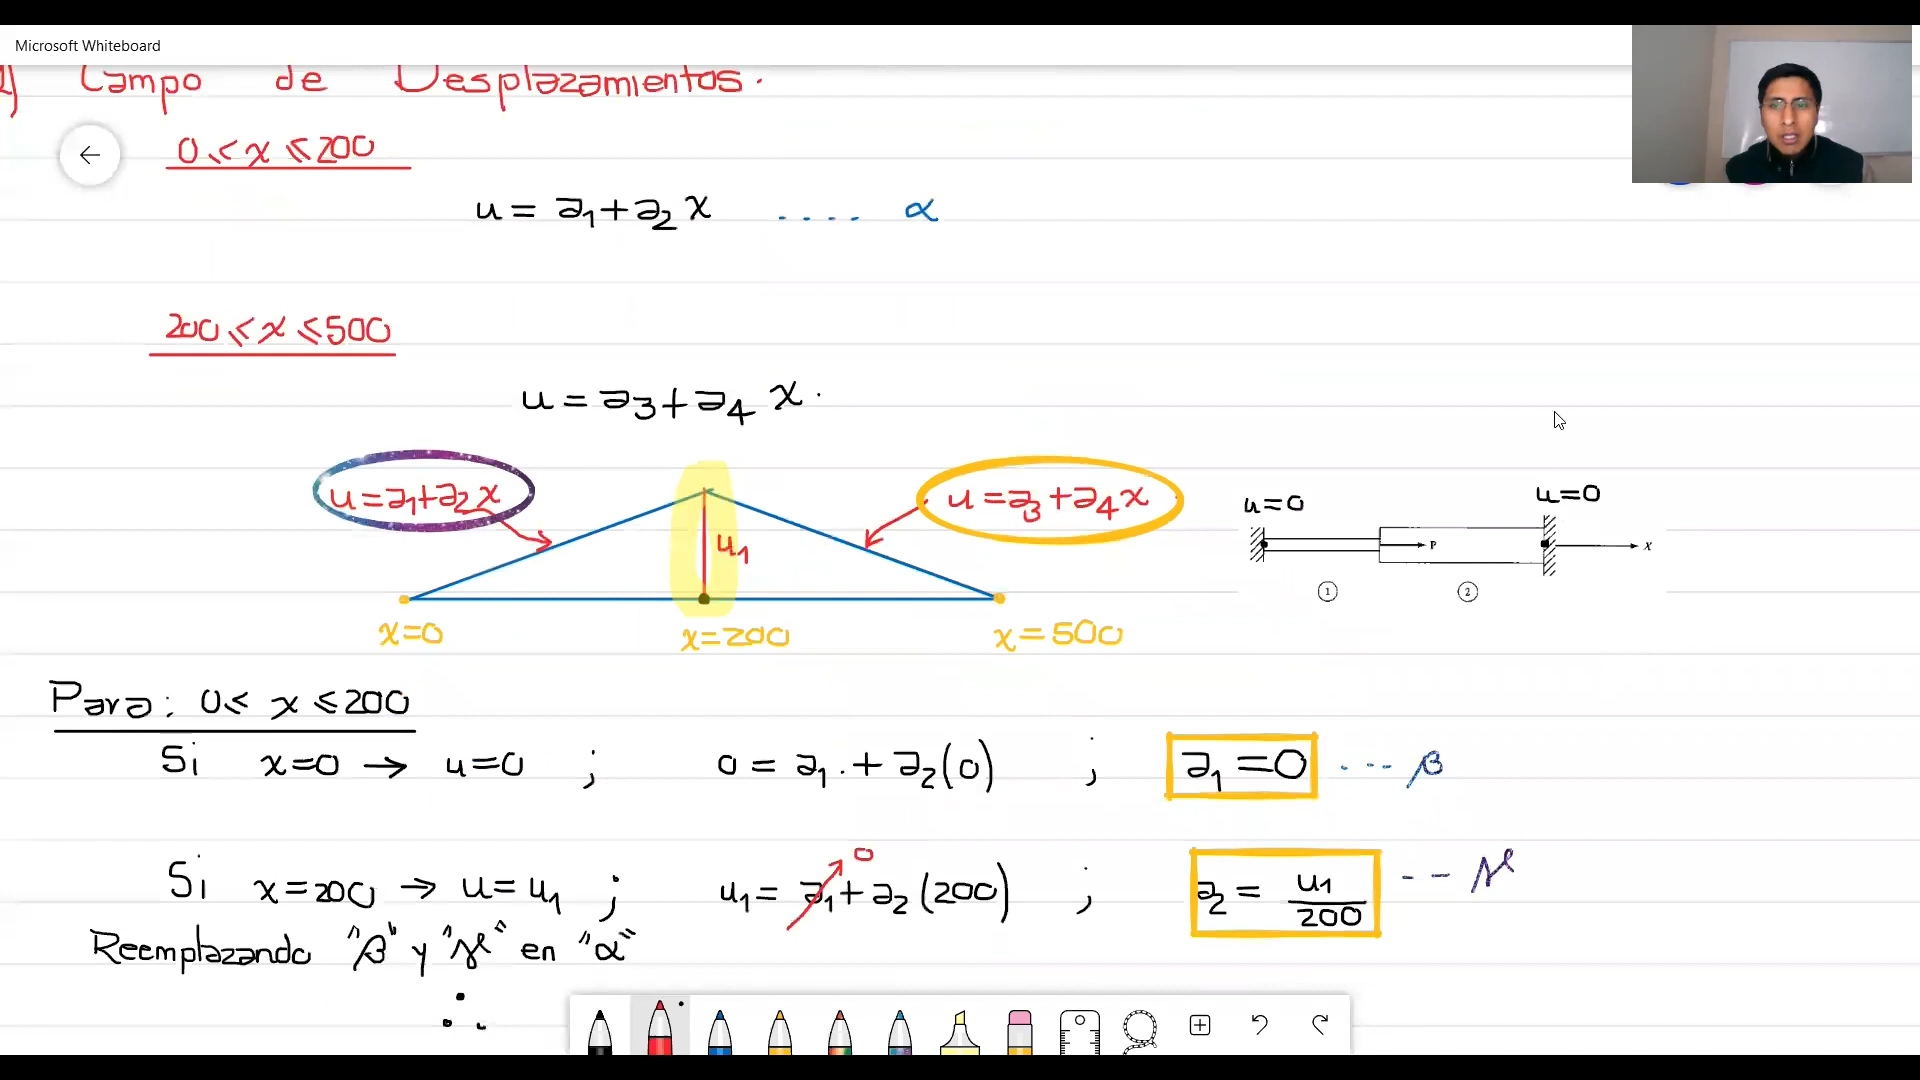 Microsoft Whiteboard
Campo de Desplazamientos.
0 ≤ x ≤ 200
u = a₁ + a₂ x .... α
200 ≤ x ≤ 500
u = a₃ + a₄ x.
u = a₁ + a₂ x
u₁
u = a₃ + a₄ x
x=0
x=200
x=500
u=0
u=0
P
x
1
2
Para: 0 ≤ x ≤ 200
Si x=0 → u=0 ; 0 = a₁ . + a₂(0) ; a₁ = 0 ... β
0
Si x=200 → u = u₁ ; u₁ = a₁ + a₂(200) ; a₂ = u₁/200
Reemplazando "β" y en "α"
∴